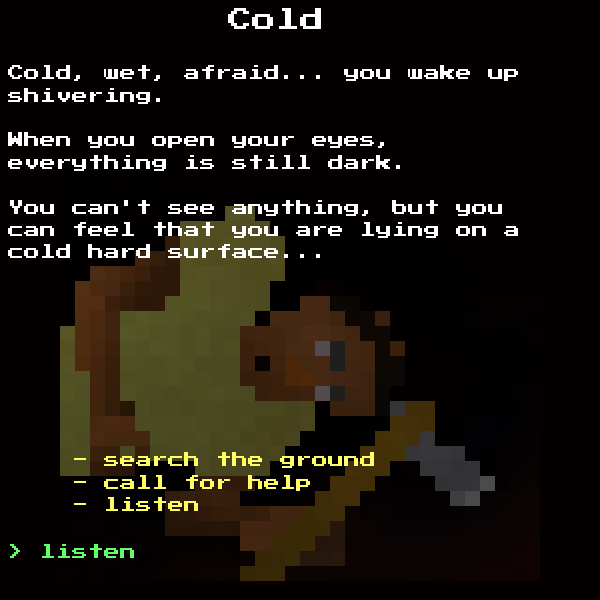 Cold
Cold, wet, afraid... you wake up
shivering.
When you open your eyes,
everything is still dark.
You can't see anything, but you
can feel that you are lying on a
cold hard surface...
- search the ground
- call for help
- listen
> listen